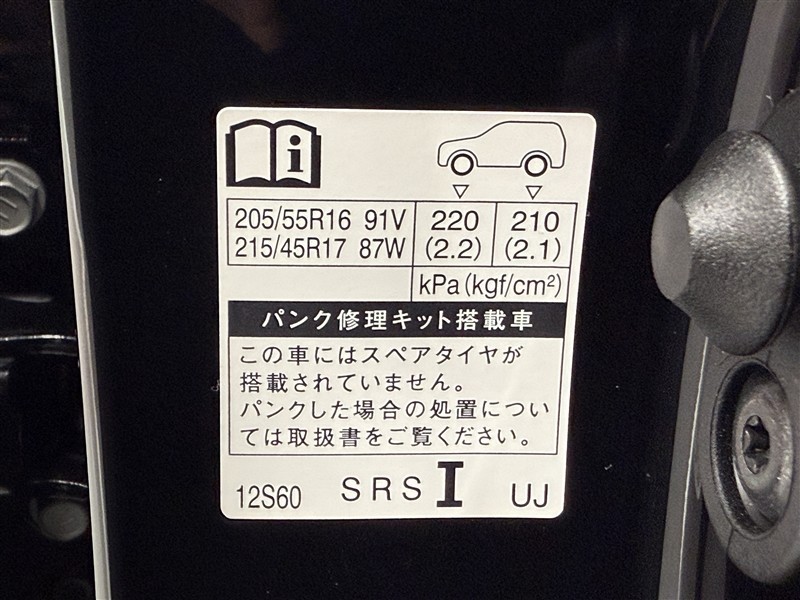 205/55R16 91V 220 210
215/45R17 87W (2.2) (2.1)
kPa(kgf/cm²)
パンク修理キット搭載車
この車にはスペアタイヤが
搭載されていません。
パンクした場合の処置につい
ては取扱書をご覧ください。
12S60 SRS I UJ